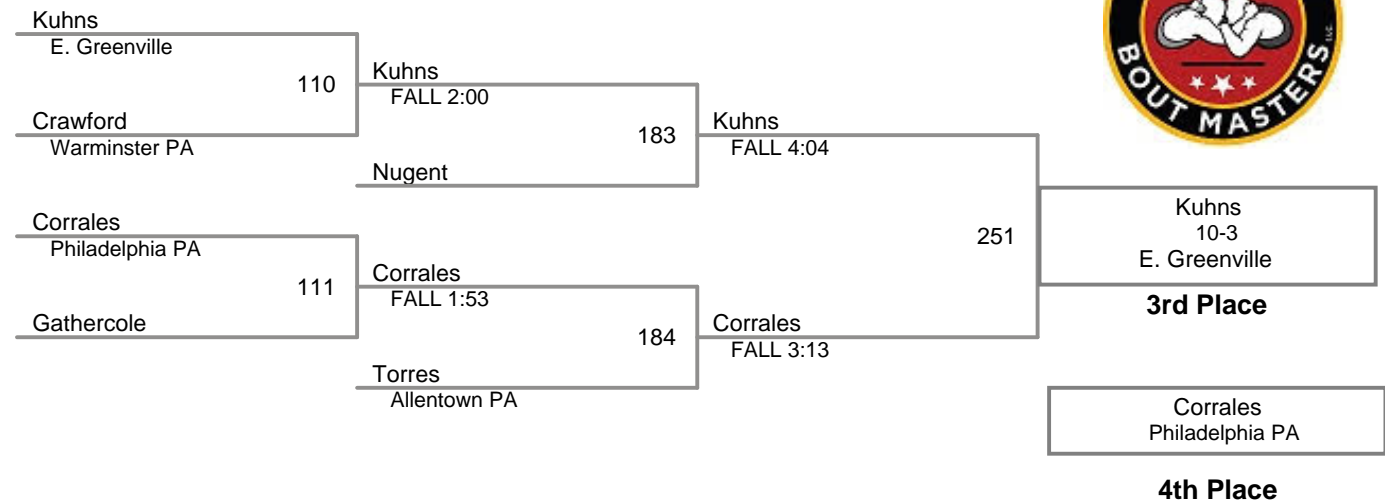 Kuhns
E. Greenville
110
Crawford
Warminster PA
Corrales
Philadelphia PA
111
Gathercole
Kuhns
FALL 2:00
183
Nugent
Corrales
FALL 1:53
184
Torres
Allentown PA
Kuhns
FALL 4:04
251
Corrales
FALL 3:13
BOUT MASTERS
Kuhns
10-3
E. Greenville
3rd Place
Corrales
Philadelphia PA
4th Place